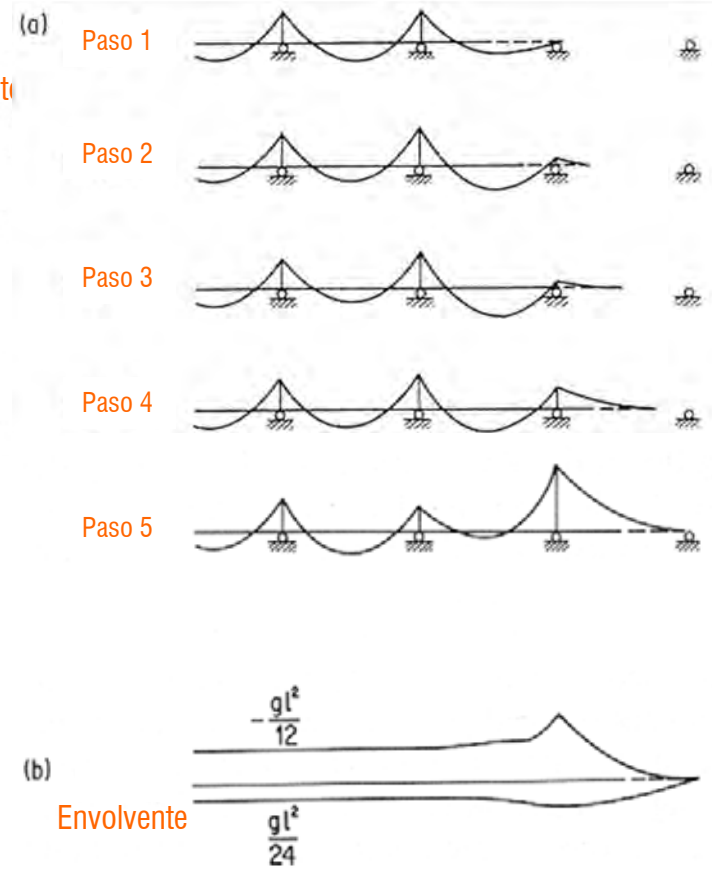 (a)
Paso 1
Paso 2
Paso 3
Paso 4
Paso 5
- gl²
12
(b)
Envolvente
gl²
24